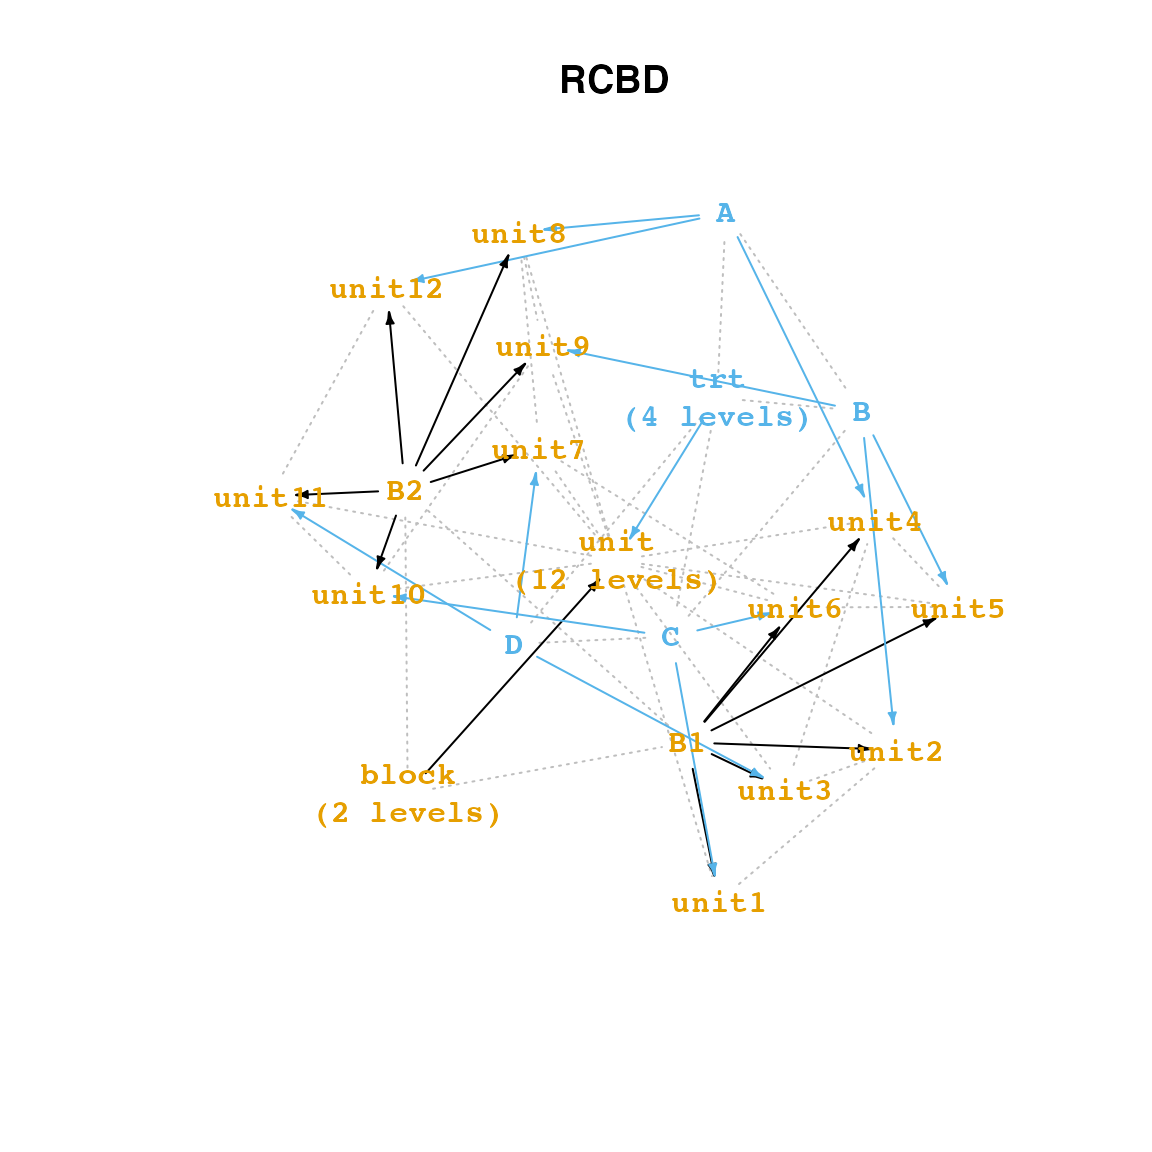 RCBD
A
unit8
unit12
unit9
trt
(4 levels)
B
unit7
B2
unit11
unit4
unit
(12 levels)
unit10
unit6
unit5
C
D
B1
unit2
block
(2 levels)
unit3
unit1